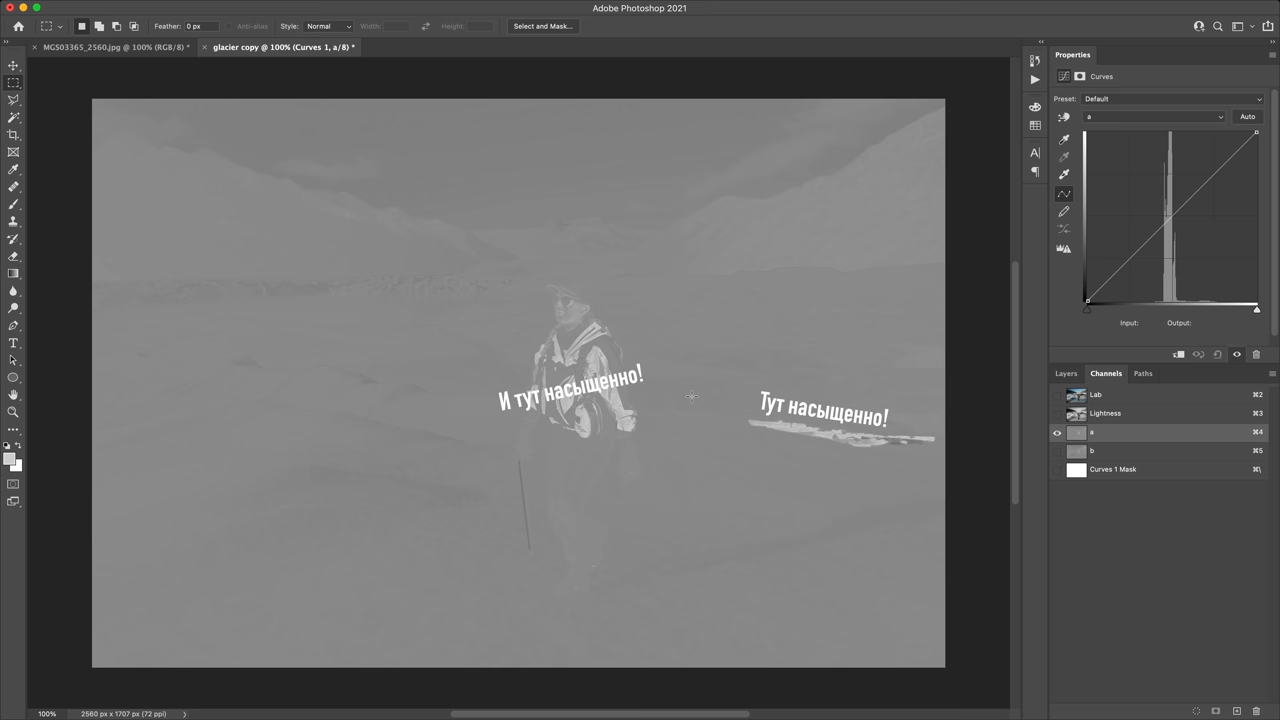 Adobe Photoshop 2021
Feather: 0 px
Anti-alias
Style: Normal
Width:
Height:
Select and Mask...
MGS03365_2560.jpg @ 100% (RGB/8) *
glacier copy @ 100% (Curves 1, a/8) *
Properties
Curves
Preset: Default
a
Auto
Input:
Output:
Layers
Channels
Paths
Lab ⌘2
Lightness ⌘3
a ⌘4
b ⌘5
Curves 1 Mask ⌘\
И тут насыщенно!
Тут насыщенно!
100%
2560 px x 1707 px (72 ppi)